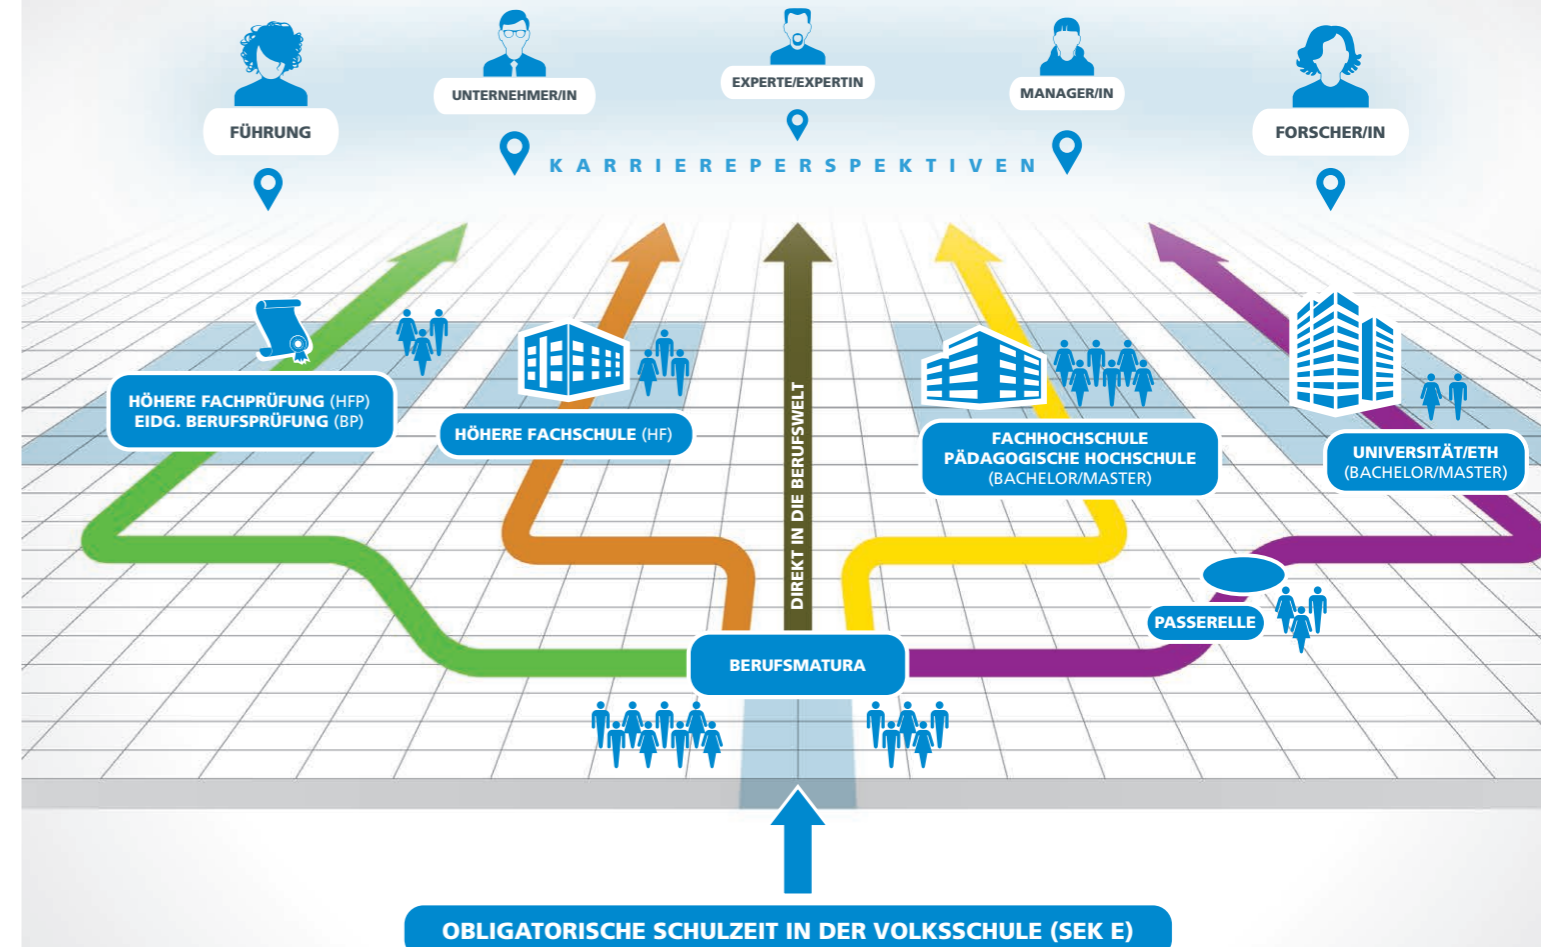 FÜHRUNG
UNTERNEHMER/IN
EXPERTE/EXPERTIN
MANAGER/IN
FORSCHER/IN
KARRIEREPERSPEKTIVEN
HÖHERE FACHPRÜFUNG (HFP)
EIDG. BERUFSPRÜFUNG (BP)
HÖHERE FACHSCHULE (HF)
DIREKT IN DIE BERUFSWELT
FACHHOCHSCHULE
PÄDAGOGISCHE HOCHSCHULE
(BACHELOR/MASTER)
UNIVERSITÄT/ETH
(BACHELOR/MASTER)
PASSERELLE
BERUFSMATURA
OBLIGATORISCHE SCHULZEIT IN DER VOLKSSCHULE (SEK E)